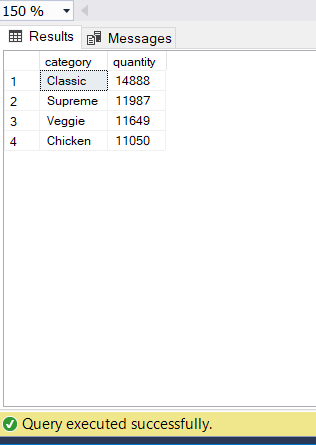 150 %
Results Messages
category quantity
1 Classic 14888
2 Supreme 11987
3 Veggie 11649
4 Chicken 11050
Query executed successfully.